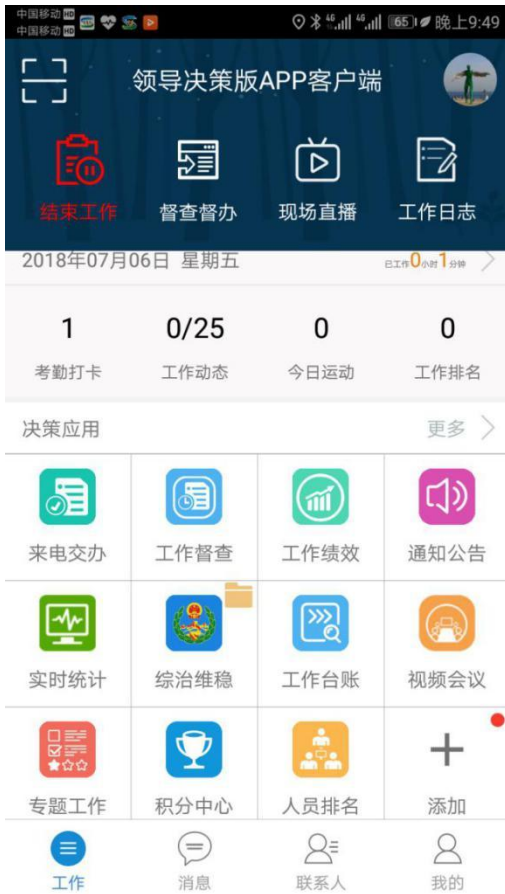 中国移动 HD
中国移动 HD
46 46 65 晚上9:49
领导决策版APP客户端
结束工作 督查督办 现场直播 工作日志
2018年07月06日 星期五 已工作0小时1分钟
1 0/25 0 0
考勤打卡 工作动态 今日运动 工作排名
决策应用 更多
来电交办 工作督查 工作绩效 通知公告
实时统计 综治维稳 工作台账 视频会议
专题工作 积分中心 人员排名 添加
工作 消息 联系人 我的